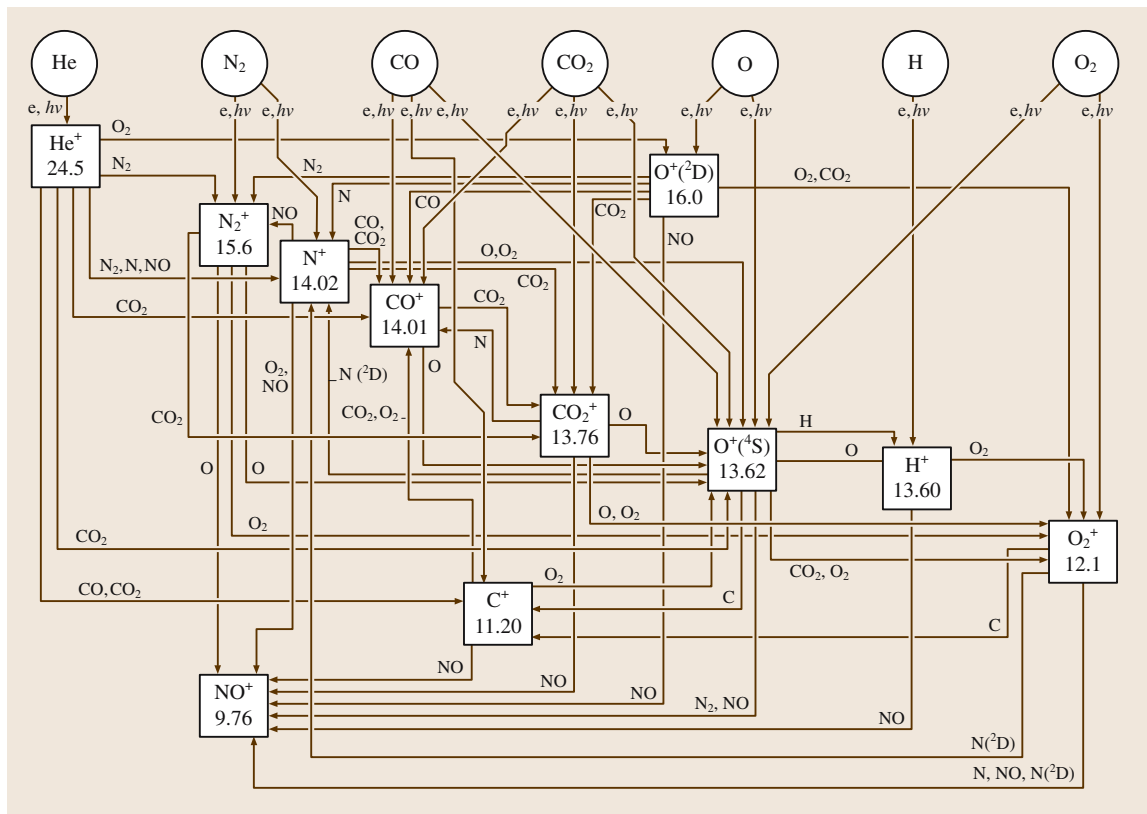 He N₂ CO CO₂ O H O₂
e, hν e, hν e, hν e, hν e, hν e, hν e, hν e, hν e, hν e, hν e, hν e, hν e, hν e, hν
He⁺
24.5
O₂
N₂
N₂
O⁺(²D)
16.0
O₂, CO₂
N
CO
CO₂
N₂⁺
15.6
NO
CO,
CO₂
NO
N⁺
14.02
O,O₂
N₂, N, NO
CO₂
CO⁺
14.01
CO₂
CO₂
N
O
O₂,
NO
N (²D)
CO₂
CO₂, O₂
CO₂⁺
13.76
O
O⁺(⁴S)
13.62
H
O
H⁺
13.60
O₂
O
O
O₂
O, O₂
CO₂
O₂⁺
12.1
CO₂, O₂
CO, CO₂
C⁺
11.20
O₂
C
C
NO⁺
9.76
NO
NO
NO
N₂, NO
NO
N(²D)
N, NO, N(²D)